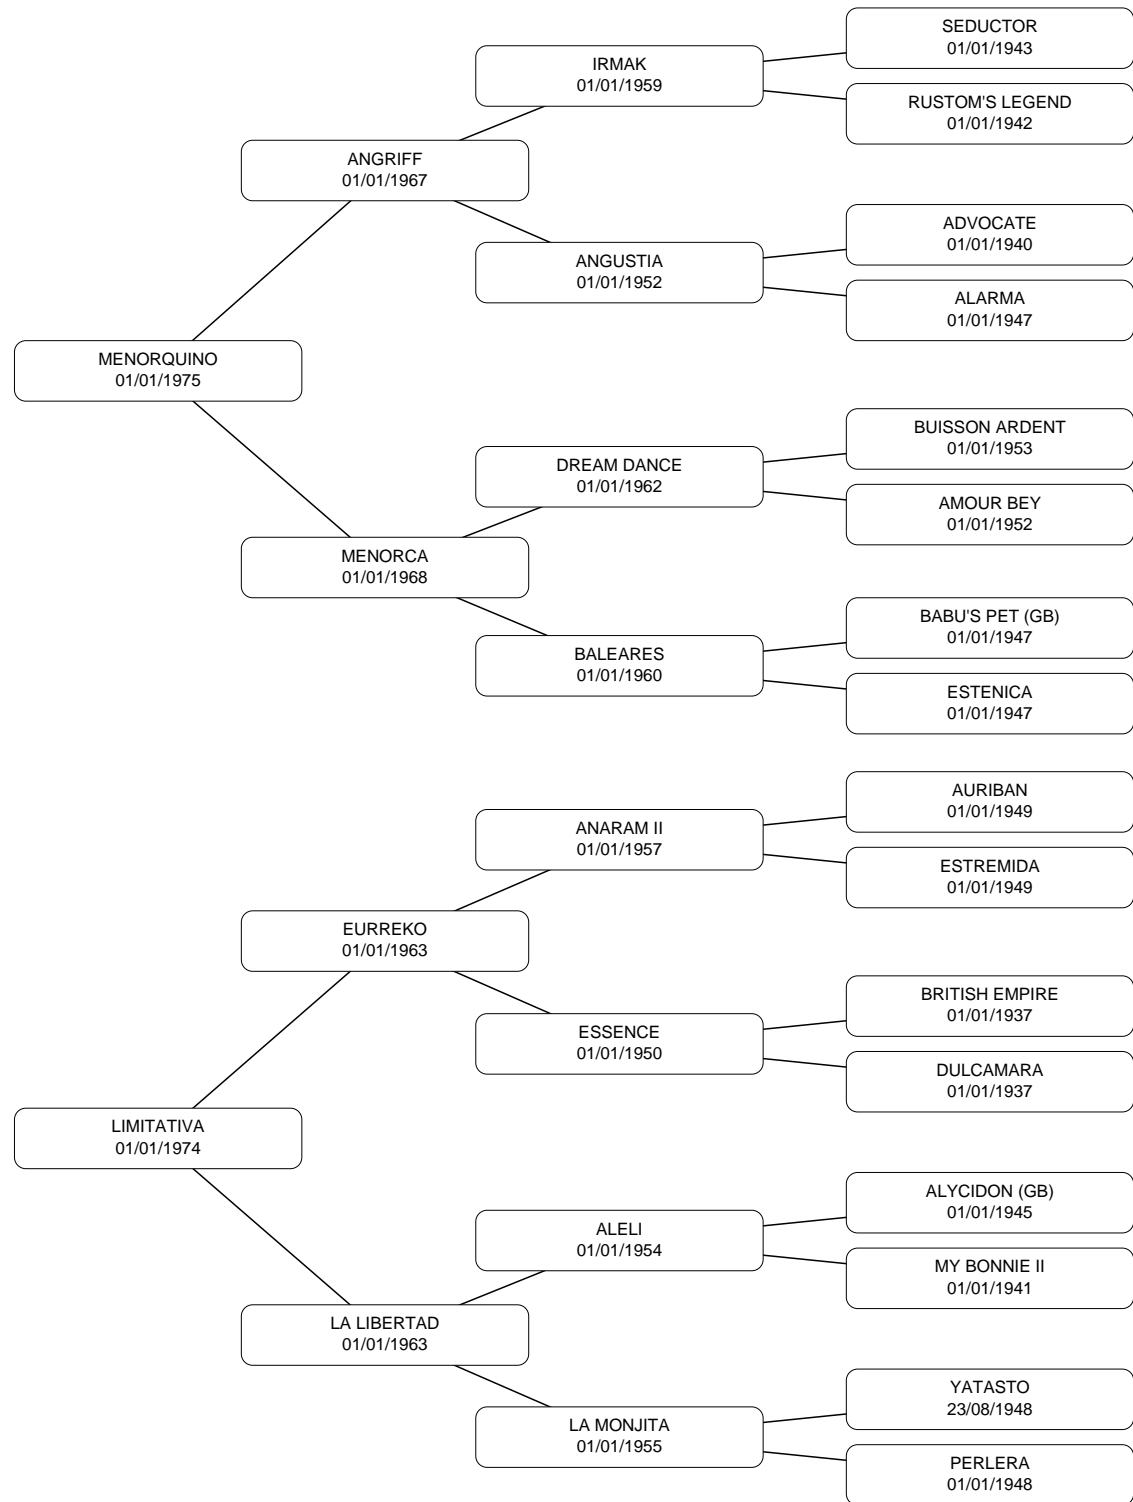 SEDUCTOR
01/01/1943
IRMAK
01/01/1959
RUSTOM'S LEGEND
01/01/1942
ANGRIFF
01/01/1967
ADVOCATE
01/01/1940
ANGUSTIA
01/01/1952
ALARMA
01/01/1947
MENORQUINO
01/01/1975
BUISSON ARDENT
01/01/1953
DREAM DANCE
01/01/1962
AMOUR BEY
01/01/1952
MENORCA
01/01/1968
BABU'S PET (GB)
01/01/1947
BALEARES
01/01/1960
ESTENICA
01/01/1947
AURIBAN
01/01/1949
ANARAM II
01/01/1957
ESTREMIDA
01/01/1949
EURREKO
01/01/1963
BRITISH EMPIRE
01/01/1937
ESSENCE
01/01/1950
DULCAMARA
01/01/1937
LIMITATIVA
01/01/1974
ALYCIDON (GB)
01/01/1945
ALELI
01/01/1954
MY BONNIE II
01/01/1941
LA LIBERTAD
01/01/1963
YATASTO
23/08/1948
LA MONJITA
01/01/1955
PERLERA
01/01/1948